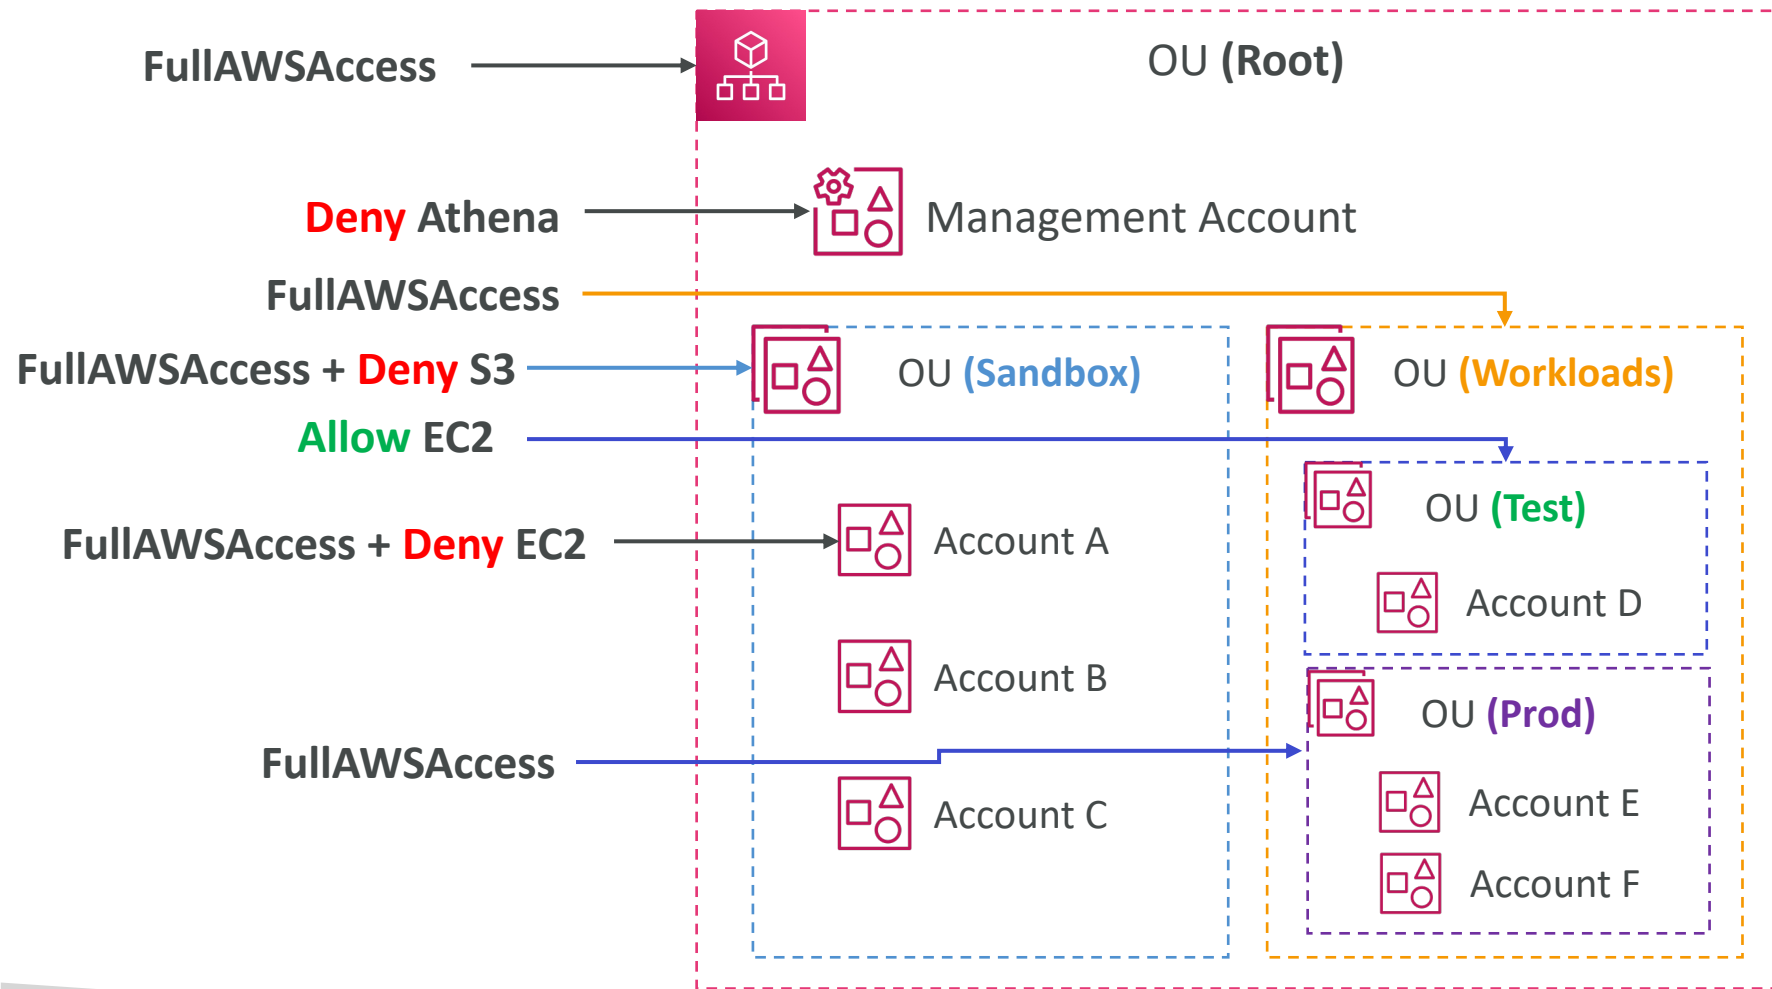 FullAWSAccess
OU (Root)
Deny Athena
Management Account
FullAWSAccess
FullAWSAccess + Deny S3
OU (Sandbox)
OU (Workloads)
Allow EC2
OU (Test)
FullAWSAccess + Deny EC2
Account A
Account D
Account B
OU (Prod)
FullAWSAccess
Account C
Account E
Account F